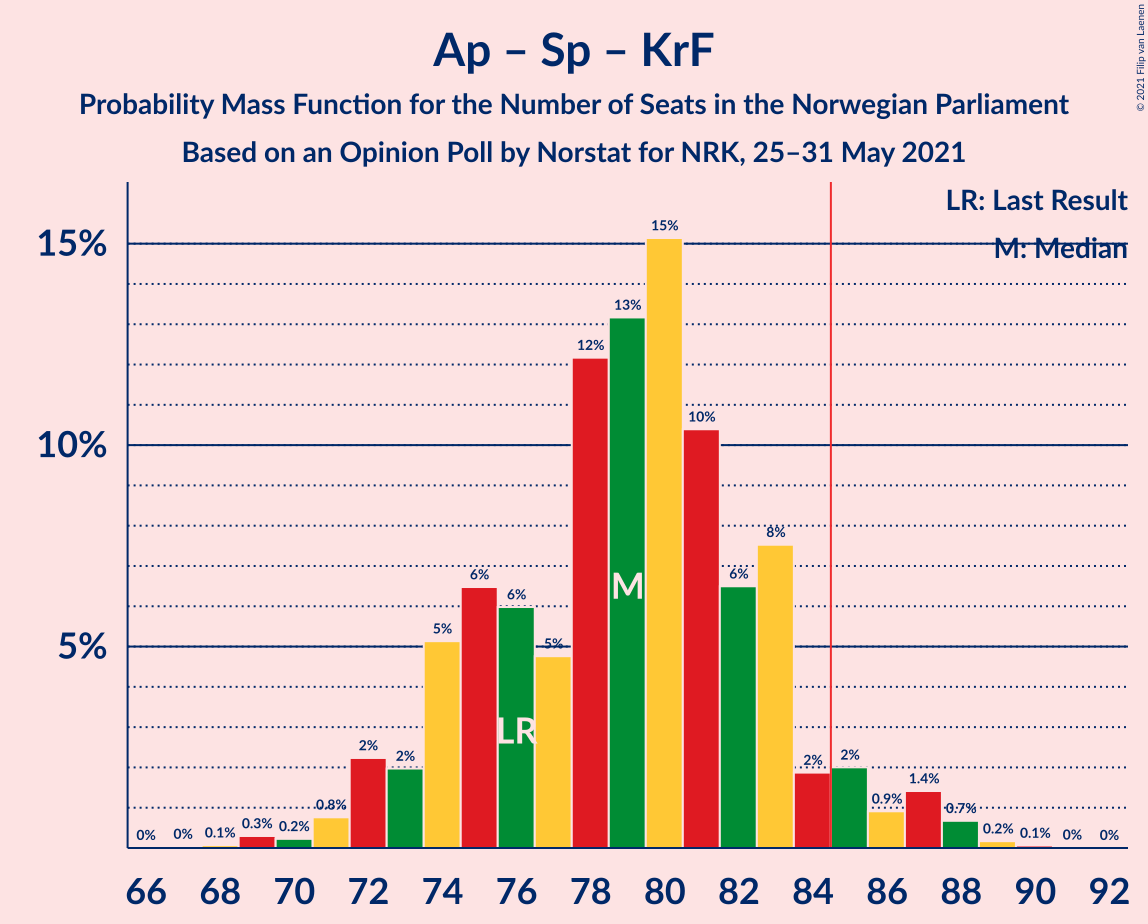 Ap – Sp – KrF
Probability Mass Function for the Number of Seats in the Norwegian Parliament
Based on an Opinion Poll by Norstat for NRK, 25–31 May 2021
© 2021 Filip van Laenen
LR: Last Result
M: Median
15%
10%
5%
0% 0% 0.1% 0.3% 0.2% 0.8% 2% 2% 5% 6% 6% 5% 12% 13% 15% 10% 6% 8% 2% 2% 0.9% 1.4% 0.7% 0.2% 0.1% 0% 0%
M
LR
66 68 70 72 74 76 78 80 82 84 86 88 90 92